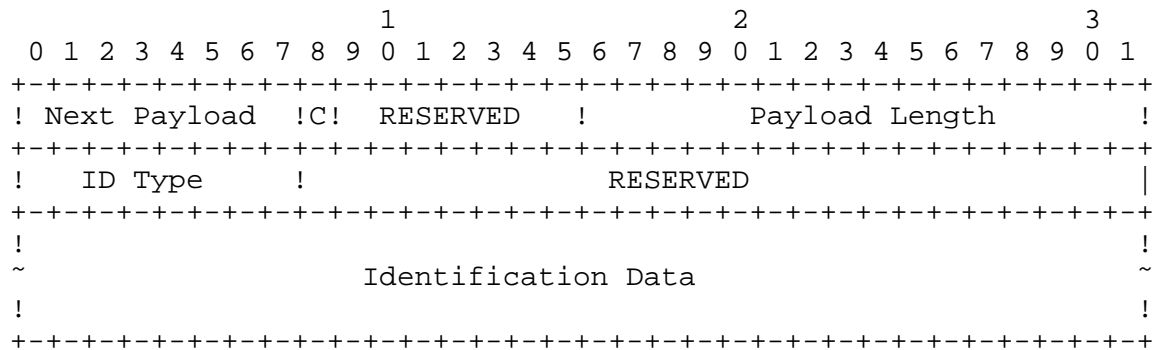 1                   2                   3
 0 1 2 3 4 5 6 7 8 9 0 1 2 3 4 5 6 7 8 9 0 1 2 3 4 5 6 7 8 9 0 1
+-+-+-+-+-+-+-+-+-+-+-+-+-+-+-+-+-+-+-+-+-+-+-+-+-+-+-+-+-+-+-+-+
! Next Payload  !C!  RESERVED   !         Payload Length        !
+-+-+-+-+-+-+-+-+-+-+-+-+-+-+-+-+-+-+-+-+-+-+-+-+-+-+-+-+-+-+-+-+
!   ID Type     !                 RESERVED                      |
+-+-+-+-+-+-+-+-+-+-+-+-+-+-+-+-+-+-+-+-+-+-+-+-+-+-+-+-+-+-+-+-+
!                                                               !
~                   Identification Data                         ~
!                                                               !
+-+-+-+-+-+-+-+-+-+-+-+-+-+-+-+-+-+-+-+-+-+-+-+-+-+-+-+-+-+-+-+-+